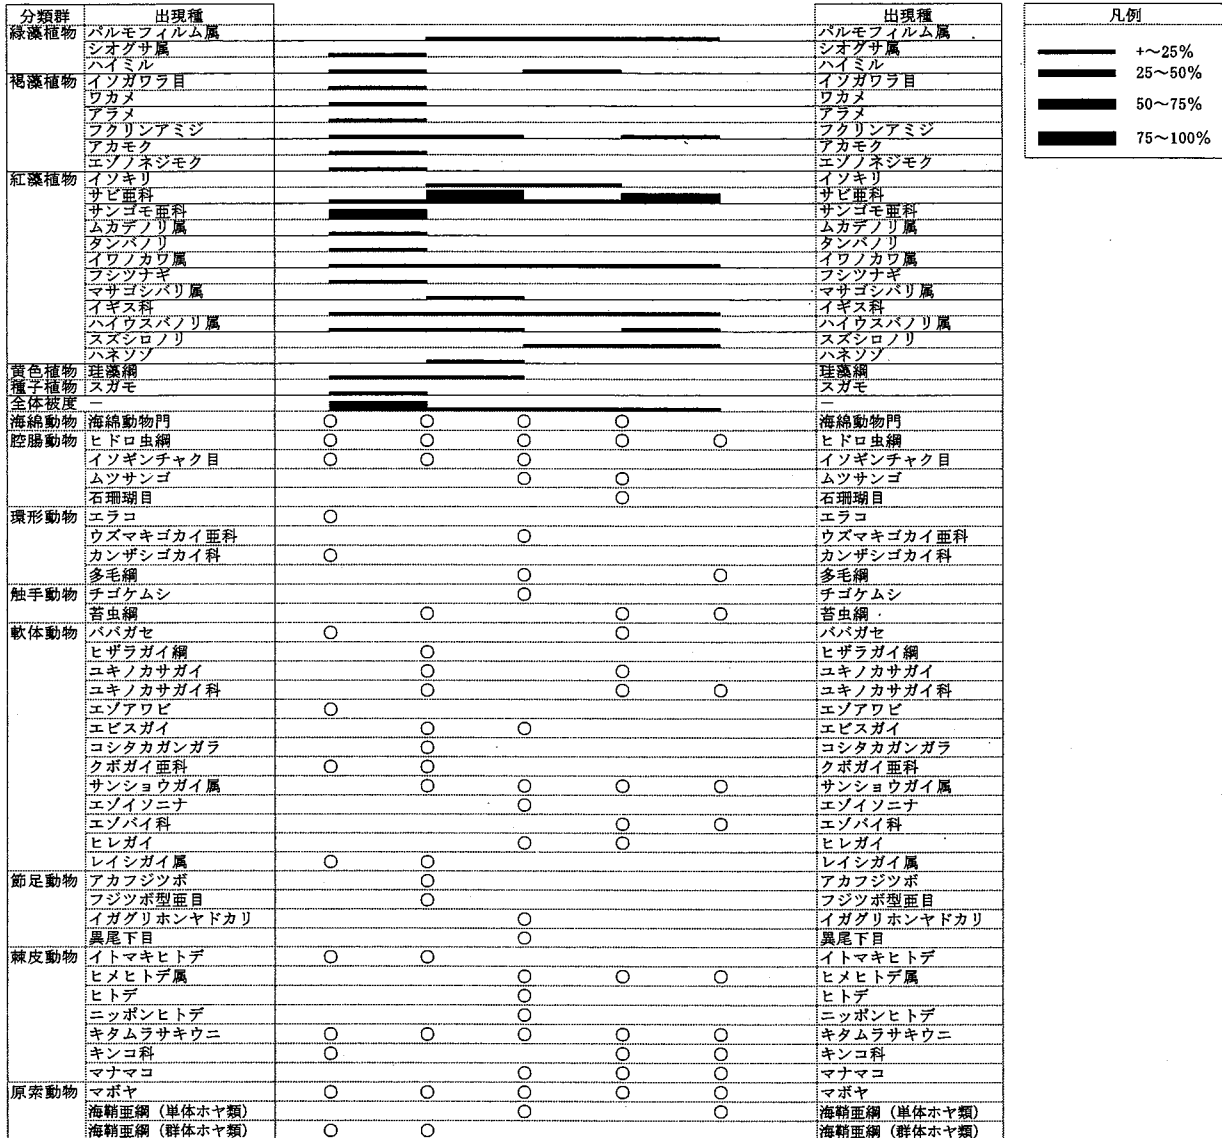 分類群 出現種 出現種 凡例
緑藻植物 パルモフィルム属 パルモフィルム属
シオグサ属 シオグサ属 +～25%
ハイミル ハイミル 25～50%
褐藻植物 イソガワラ目 イソガワラ目
ワカメ ワカメ 50～75%
アラメ アラメ
フクリンアミジ フクリンアミジ 75～100%
アカモク アカモク
エゾノネジモク エゾノネジモク
紅藻植物 イソキリ イソキリ
サビ亜科 サビ亜科
サンゴモ亜科 サンゴモ亜科
ムカデノリ属 ムカデノリ属
タンバノリ タンバノリ
イワノカワ属 イワノカワ属
フシツナギ フシツナギ
マサゴシバリ属 マサゴシバリ属
イギス科 イギス科
ハイウスバノリ属 ハイウスバノリ属
スズシロノリ スズシロノリ
ハネソゾ ハネソゾ
黄色植物 珪藻綱 珪藻綱
種子植物 スガモ スガモ
全体被度 － －
海綿動物 海綿動物門 ○ ○ ○ ○ 海綿動物門
腔腸動物 ヒドロ虫綱 ○ ○ ○ ○ ○ ヒドロ虫綱
イソギンチャク目 ○ ○ ○ イソギンチャク目
ムツサンゴ ○ ○ ムツサンゴ
石珊瑚目 ○ 石珊瑚目
環形動物 エラコ ○ エラコ
ウズマキゴカイ亜科 ○ ウズマキゴカイ亜科
カンザシゴカイ科 ○ カンザシゴカイ科
多毛綱 ○ ○ 多毛綱
触手動物 チゴケムシ ○ チゴケムシ
苔虫綱 ○ ○ ○ 苔虫綱
軟体動物 ババガセ ○ ○ ババガセ
ヒザラガイ綱 ○ ヒザラガイ綱
ユキノカサガイ ○ ○ ユキノカサガイ
ユキノカサガイ科 ○ ○ ○ ユキノカサガイ科
エゾアワビ ○ エゾアワビ
エビスガイ ○ ○ エビスガイ
コシタカガンガラ ○ コシタカガンガラ
クボガイ亜科 ○ ○ クボガイ亜科
サンショウガイ属 ○ ○ ○ ○ サンショウガイ属
エゾイソニナ ○ エゾイソニナ
エゾバイ科 ○ ○ エゾバイ科
ヒレガイ ○ ○ ヒレガイ
レイシガイ属 ○ ○ レイシガイ属
節足動物 アカフジツボ ○ アカフジツボ
フジツボ型亜目 ○ フジツボ型亜目
イガグリホンヤドカリ ○ イガグリホンヤドカリ
異尾下目 ○ 異尾下目
棘皮動物 イトマキヒトデ ○ ○ イトマキヒトデ
ヒメヒトデ属 ○ ○ ○ ヒメヒトデ属
ヒトデ ○ ヒトデ
ニッポンヒトデ ○ ニッポンヒトデ
キタムラサキウニ ○ ○ ○ ○ ○ キタムラサキウニ
キンコ科 ○ ○ ○ キンコ科
マナマコ ○ ○ ○ マナマコ
原索動物 マボヤ ○ ○ ○ ○ ○ マボヤ
海鞘亜綱（単体ホヤ類） ○ ○ 海鞘亜綱（単体ホヤ類）
海鞘亜綱（群体ホヤ類） ○ ○ 海鞘亜綱（群体ホヤ類）